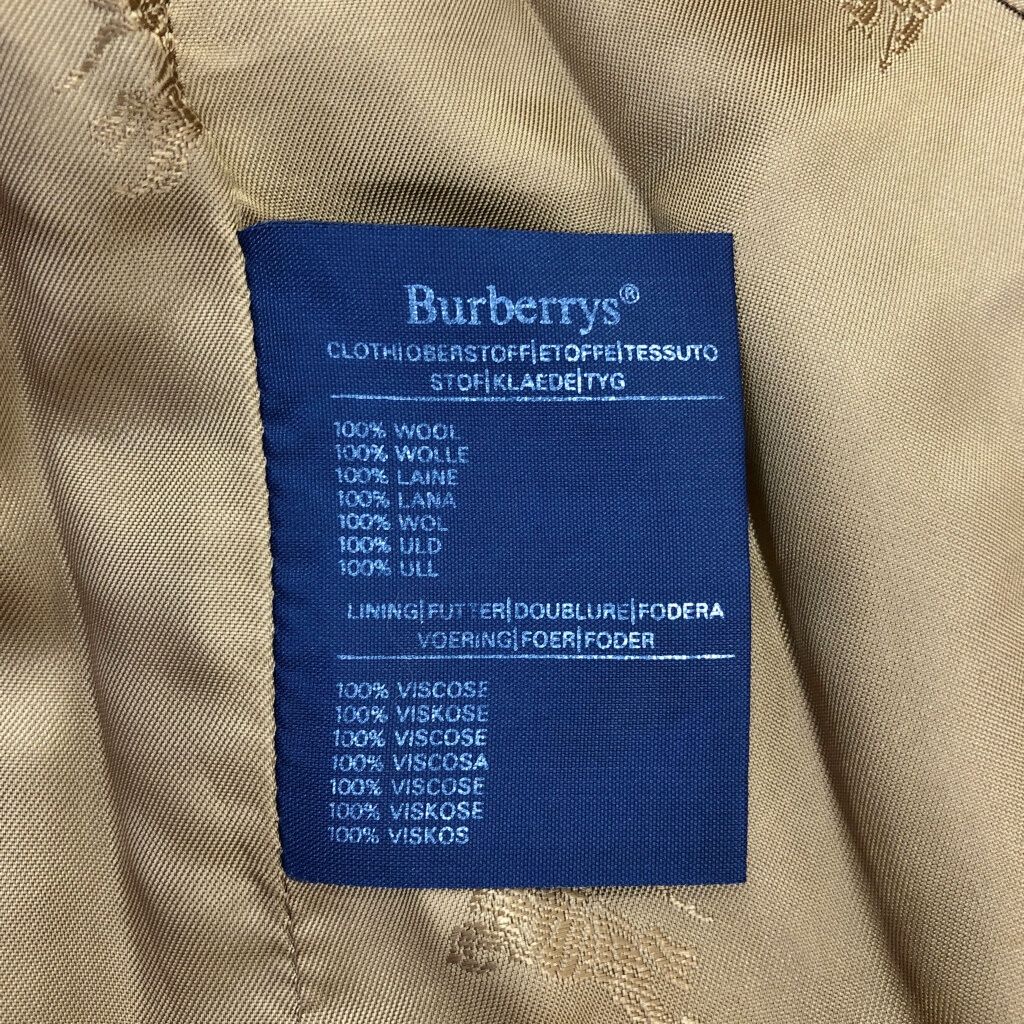 Burberrys®
CLOTH|OBERSTOFF|ETOFFE|TESSUTO
STOF|KLAEDE|TYG
100% WOOL
100% WOLLE
100% LAINE
100% LANA
100% WOL
100% ULD
100% ULL
LINING|FUTTER|DOUBLURE|FODERA
VOERING|FOER|FODER
100% VISCOSE
100% VISKOSE
100% VISCOSE
100% VISCOSA
100% VISCOSE
100% VISKOSE
100% VISKOS